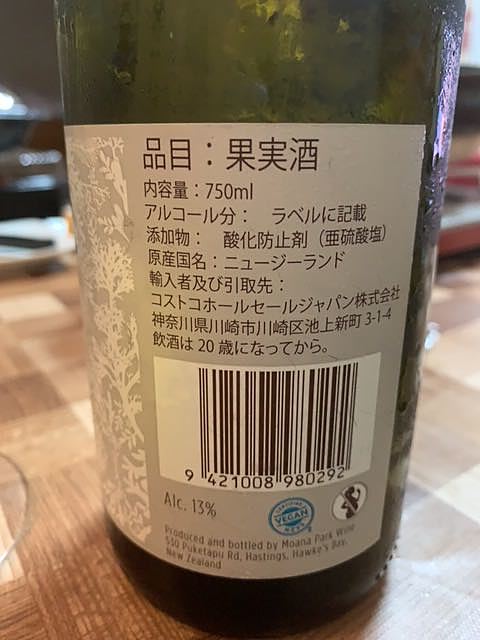 品目：果実酒
内容量：750ml
アルコール分： ラベルに記載
添加物： 酸化防止剤（亜硫酸塩）
原産国名：ニュージーランド
輸入者及び引取先：
コストコホールセールジャパン株式会社
神奈川県川崎市川崎区池上新町 3-1-4
飲酒は 20 歳になってから。
9 421008 980292
Alc. 13%
VEGAN
Produced and bottled by Moana Park Wine
530 Puketapu Rd, Hastings, Hawke's Bay,
New Zealand